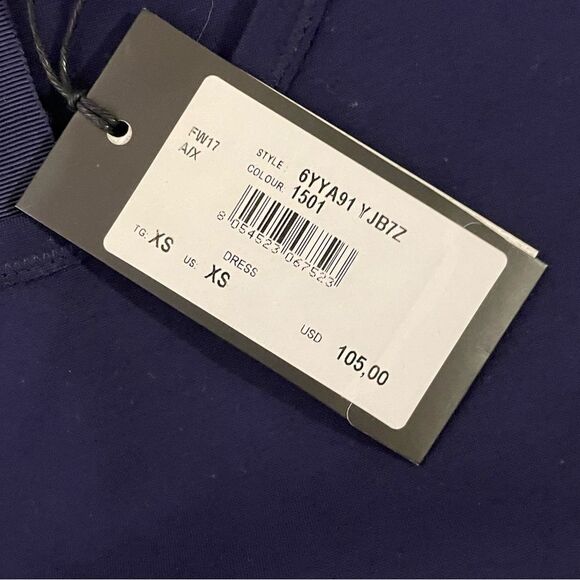 FW17
A/X
STYLE: 6YYA91 YJB7Z
COLOUR: 1501
8 054523 067523
TG: XS US: XS DRESS
USD 105,00